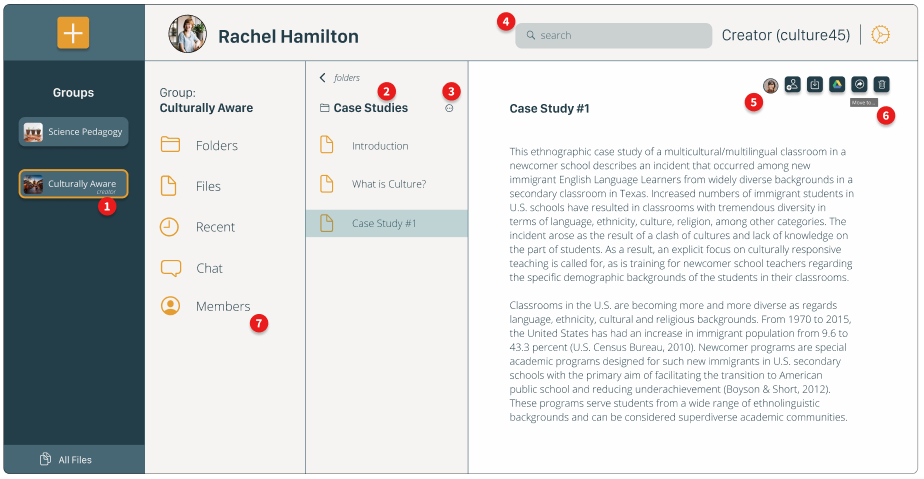 Rachel Hamilton
4
search
Creator (culture45)
Groups
Science Pedagogy
Culturally Aware
creator
1
All Files
Group:
Culturally Aware
Folders
Files
Recent
Chat
Members
7
folders
2
3
Case Studies
Introduction
What is Culture?
Case Study #1
5
Move to...
6
Case Study #1
This ethnographic case study of a multicultural/multilingual classroom in a
newcomer school describes an incident that occurred among new
immigrant English Language Learners from widely diverse backgrounds in a
secondary classroom in Texas. Increased numbers of immigrant students in
U.S. schools have resulted in classrooms with tremendous diversity in
terms of language, ethnicity, culture, religion, among other categories. The
incident arose as the result of a clash of cultures and lack of knowledge on
the part of students. As a result, an explicit focus on culturally responsive
teaching is called for, as is training for newcomer school teachers regarding
the specific demographic backgrounds of the students in their classrooms.
Classrooms in the U.S. are becoming more and more diverse as regards
language, ethnicity, cultural and religious backgrounds. From 1970 to 2015,
the United States has had an increase in immigrant population from 9.6 to
43.3 percent (U.S. Census Bureau, 2010). Newcomer programs are special
academic programs designed for such new immigrants in U.S. secondary
schools with the primary aim of facilitating the transition to American
public school and reducing underachievement (Boyson & Short, 2012).
These programs serve students from a wide range of ethnolinguistic
backgrounds and can be considered superdiverse academic communities.